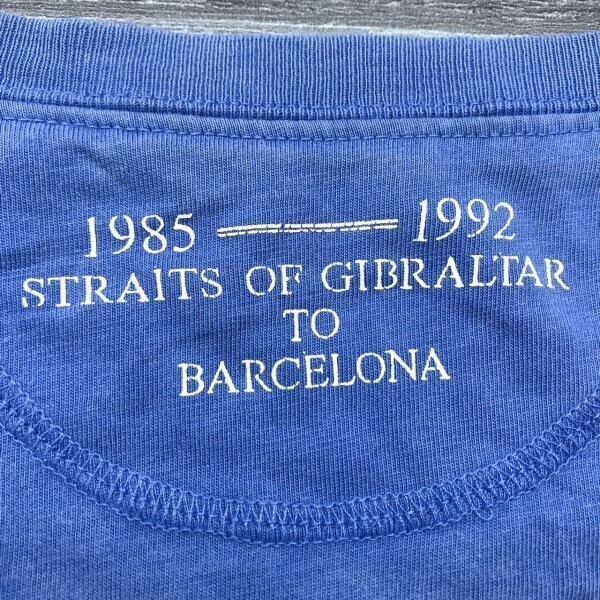 1985 — 1992
STRAITS OF GIBRALTAR
TO
BARCELONA